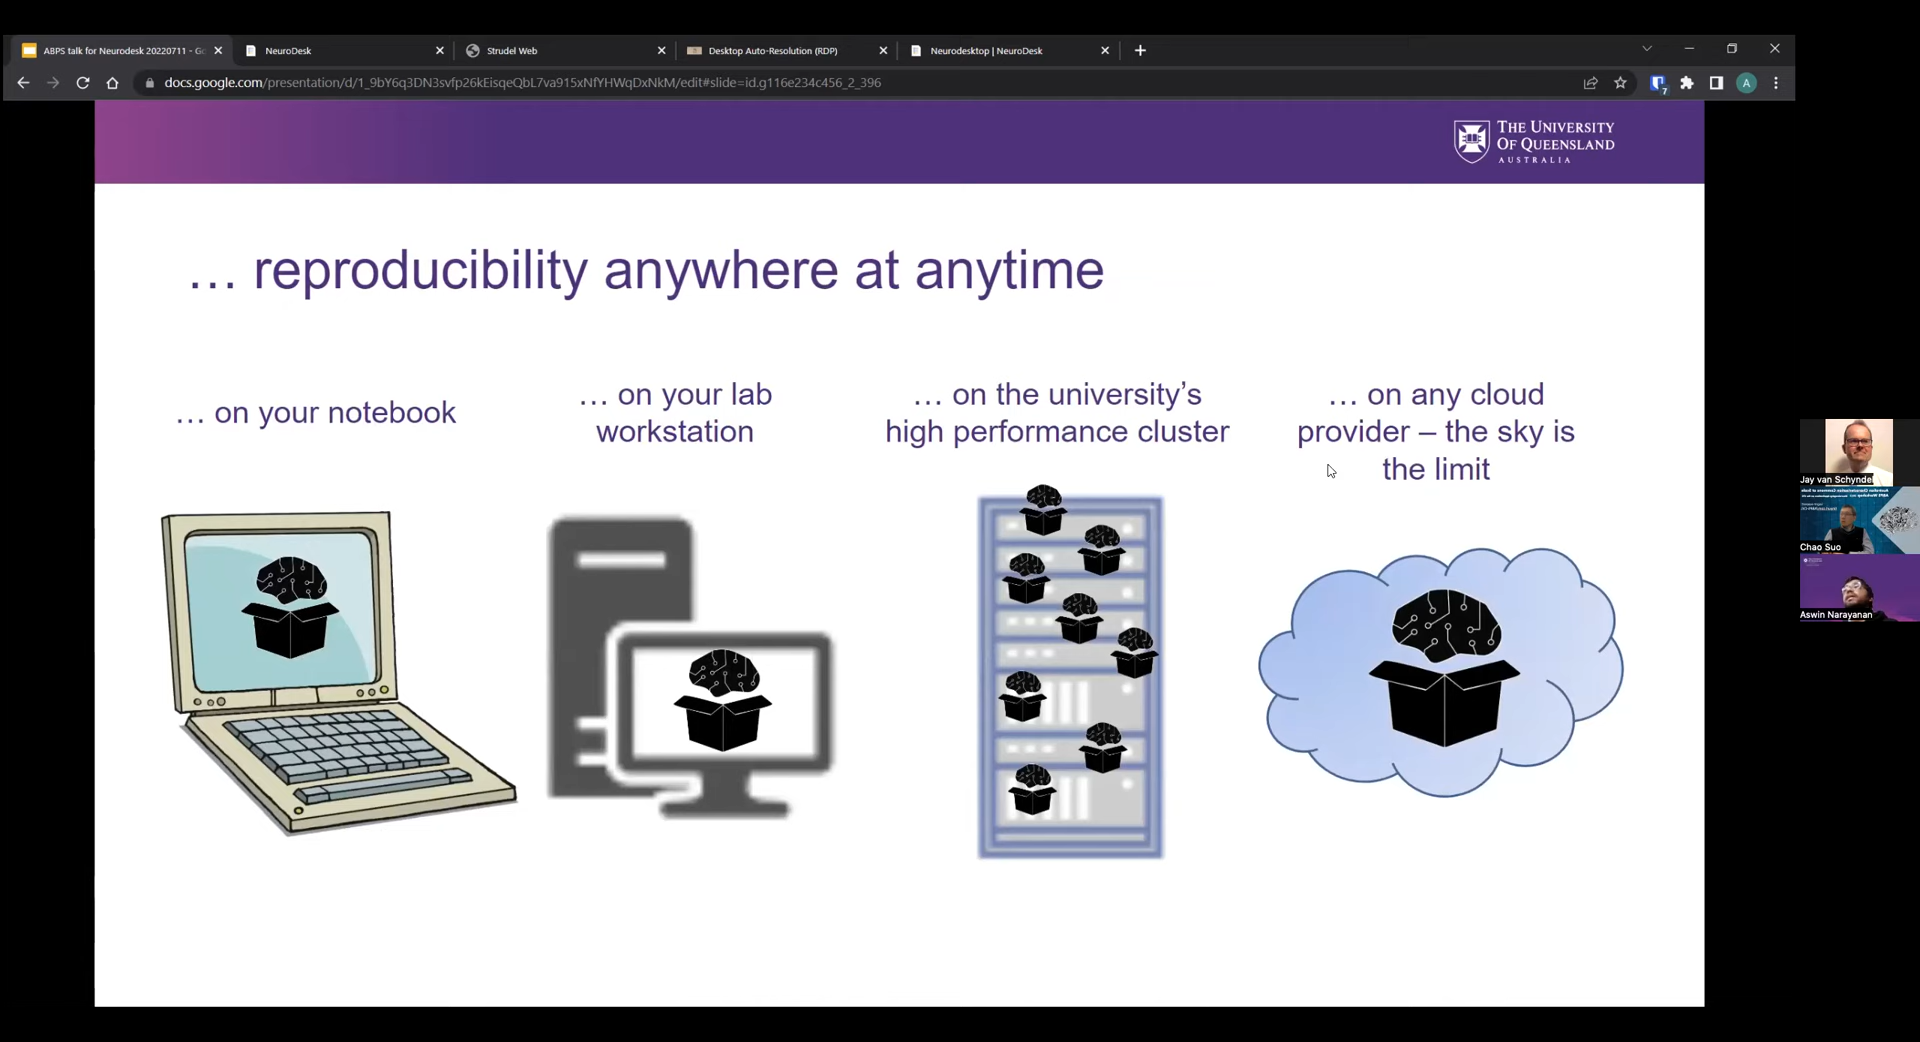 ABPS talk for Neurodesk 20220711 - Go
NeuroDesk
Strudel Web
Desktop Auto-Resolution (RDP)
Neurodesktop | NeuroDesk
docs.google.com/presentation/d/1_9bY6q3DN3svfp26kEisqeQbL7va915xNfYHWqDxNkM/edit#slide=id.g116e234c456_2_396
7
A
THE UNIVERSITY
OF QUEENSLAND
AUSTRALIA
... reproducibility anywhere at anytime
... on your notebook
... on your lab
workstation
... on the university’s
high performance cluster
... on any cloud
provider – the sky is
the limit
Jay van Schyndel
Chao Suo
Aswin Narayanan